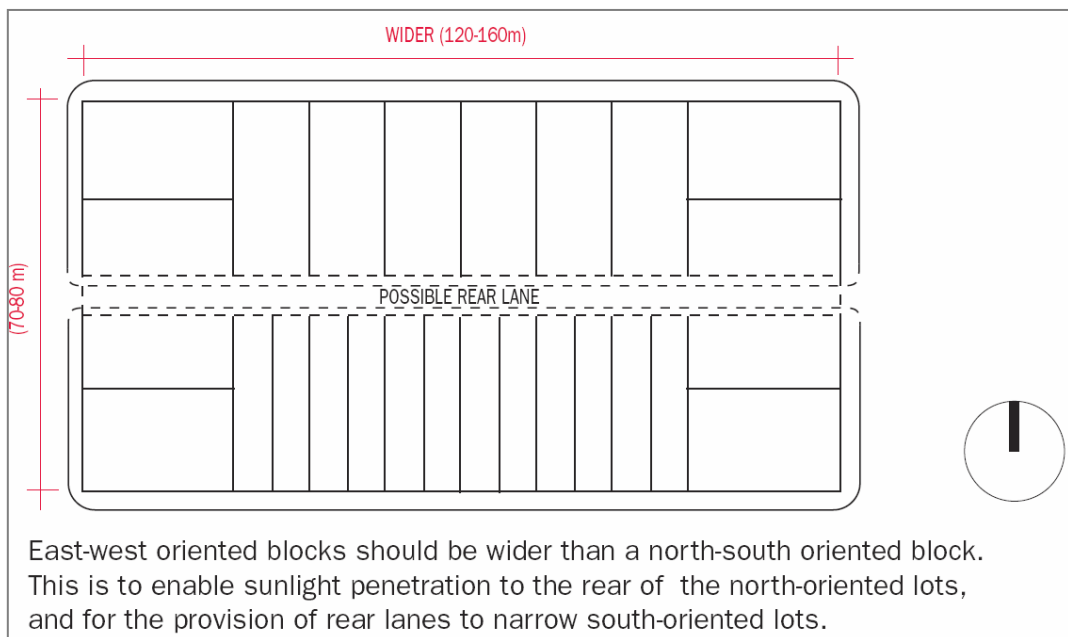 WIDER (120-160m)
(70-80 m)
POSSIBLE REAR LANE
East-west oriented blocks should be wider than a north-south oriented block.
This is to enable sunlight penetration to the rear of the north-oriented lots,
and for the provision of rear lanes to narrow south-oriented lots.